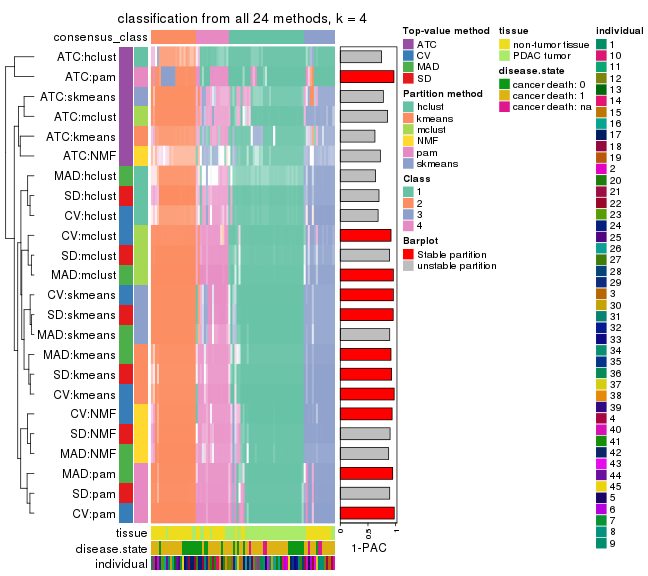 classification from all 24 methods, k = 4
consensus_class
ATC:hclust
ATC:pam
ATC:skmeans
ATC:mclust
ATC:kmeans
ATC:NMF
MAD:hclust
SD:hclust
CV:hclust
CV:mclust
SD:mclust
MAD:mclust
CV:skmeans
SD:skmeans
MAD:skmeans
MAD:kmeans
SD:kmeans
CV:kmeans
CV:NMF
SD:NMF
MAD:NMF
MAD:pam
SD:pam
CV:pam
tissue
disease.state
individual
0
0.5
1
1-PAC
Top-value method
ATC
CV
MAD
SD
Partition method
hclust
kmeans
mclust
NMF
pam
skmeans
Class
1
2
3
4
Barplot
Stable partition
unstable partition
tissue
non-tumor tissue
PDAC tumor
disease.state
cancer death: 0
cancer death: 1
cancer death: na
individual
1
10
11
12
13
14
15
16
17
18
19
2
20
21
22
23
24
25
26
27
28
29
3
30
31
32
33
34
35
36
37
38
39
4
40
41
42
43
44
45
5
6
7
8
9